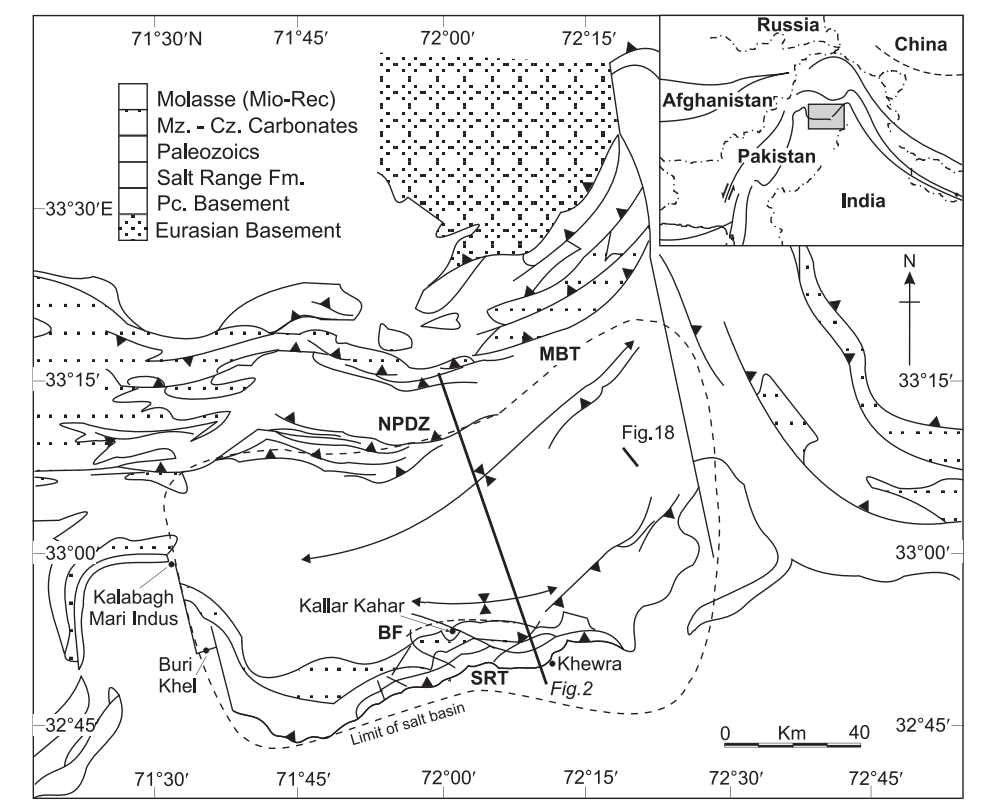 71°30'N 71°45' 72°00' 72°15'
Russia
China
Afghanistan
Pakistan
India
Molasse (Mio-Rec)
Mz. - Cz. Carbonates
Paleozoics
Salt Range Fm.
Pc. Basement
Eurasian Basement
33°30'E
N
MBT
33°15' 33°15'
NPDZ
Fig.18
33°00' 33°00'
Kalabagh
Mari Indus
Kallar Kahar
BF
Buri
Khel
Khewra
SRT
Fig.2
Limit of salt basin
32°45' 32°45'
0 Km 40
71°30' 71°45' 72°00' 72°15' 72°30' 72°45'